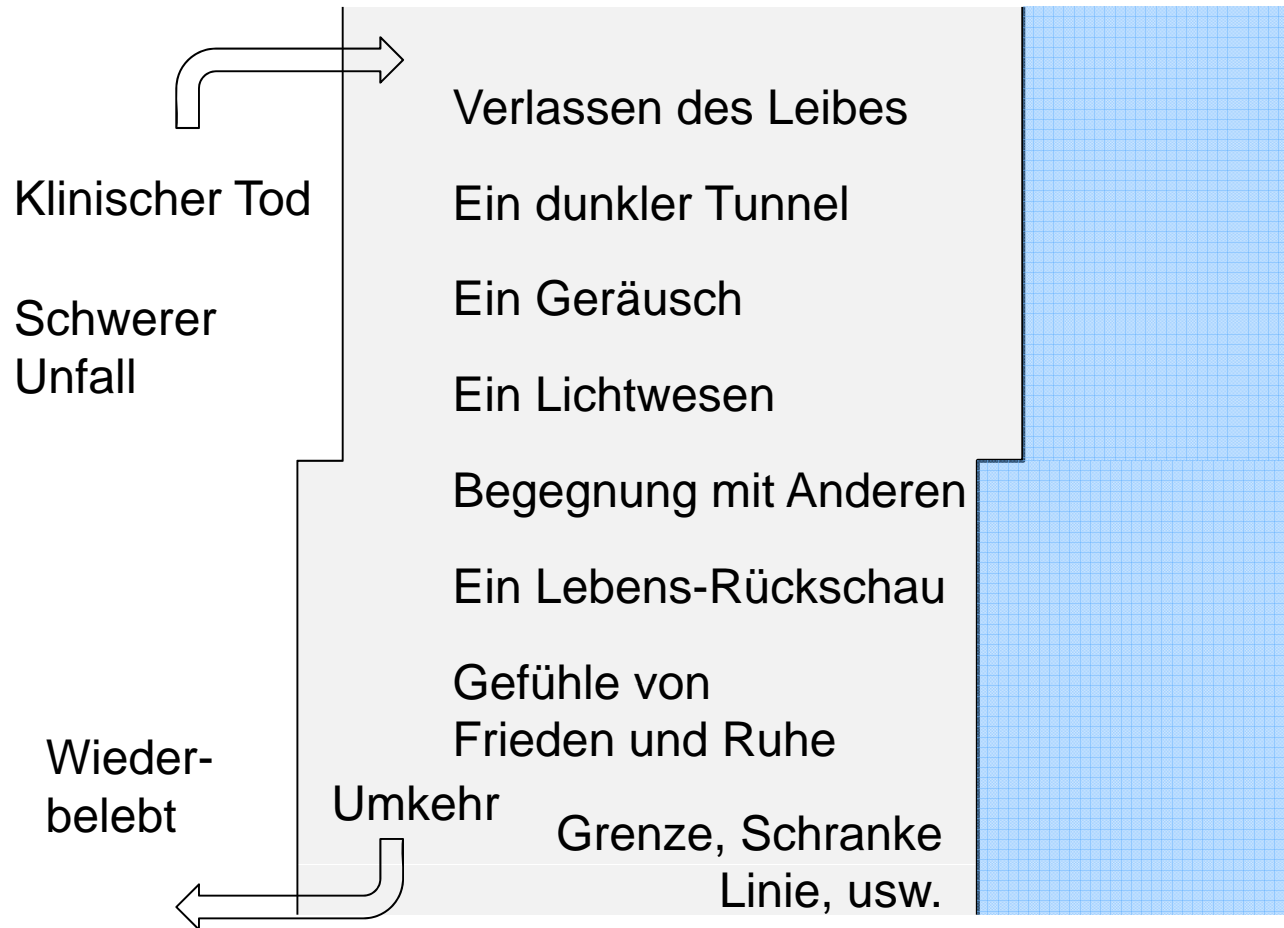 Verlassen des Leibes
Klinischer Tod
Ein dunkler Tunnel
Ein Geräusch
Schwerer
Unfall
Ein Lichtwesen
Begegnung mit Anderen
Ein Lebens-Rückschau
Gefühle von
Frieden und Ruhe
Wieder-
belebt
Umkehr
Grenze, Schranke
Linie, usw.